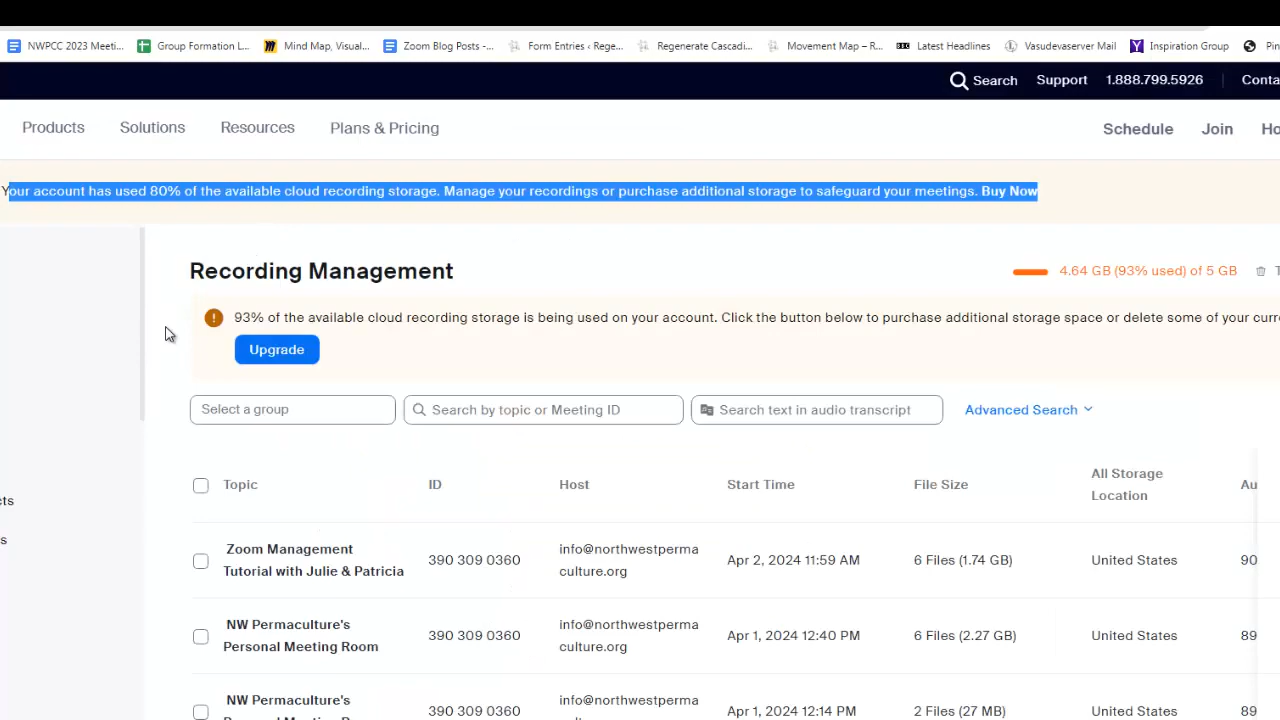 NWPCC 2023 Meeti... Group Formation L... Mind Map, Visual... Zoom Blog Posts -... Form Entries ‹ Rege... Regenerate Cascadi... Movement Map – R... Latest Headlines Vasudevaserver Mail Inspiration Group Pin
Search Support 1.888.799.5926 Conta
Products Solutions Resources Plans & Pricing Schedule Join Ho
Your account has used 80% of the available cloud recording storage. Manage your recordings or purchase additional storage to safeguard your meetings. Buy Now
Recording Management 4.64 GB (93% used) of 5 GB T
93% of the available cloud recording storage is being used on your account. Click the button below to purchase additional storage space or delete some of your curre
Upgrade
Select a group Search by topic or Meeting ID Search text in audio transcript Advanced Search
Topic ID Host Start Time File Size All Storage Location Au
cts
Zoom Management Tutorial with Julie & Patricia 390 309 0360 info@northwestperma culture.org Apr 2, 2024 11:59 AM 6 Files (1.74 GB) United States 90
s
NW Permaculture's Personal Meeting Room 390 309 0360 info@northwestperma culture.org Apr 1, 2024 12:40 PM 6 Files (2.27 GB) United States 89
NW Permaculture's 390 309 0360 info@northwestperma Apr 1, 2024 12:14 PM 2 Files (27 MB) United States 89